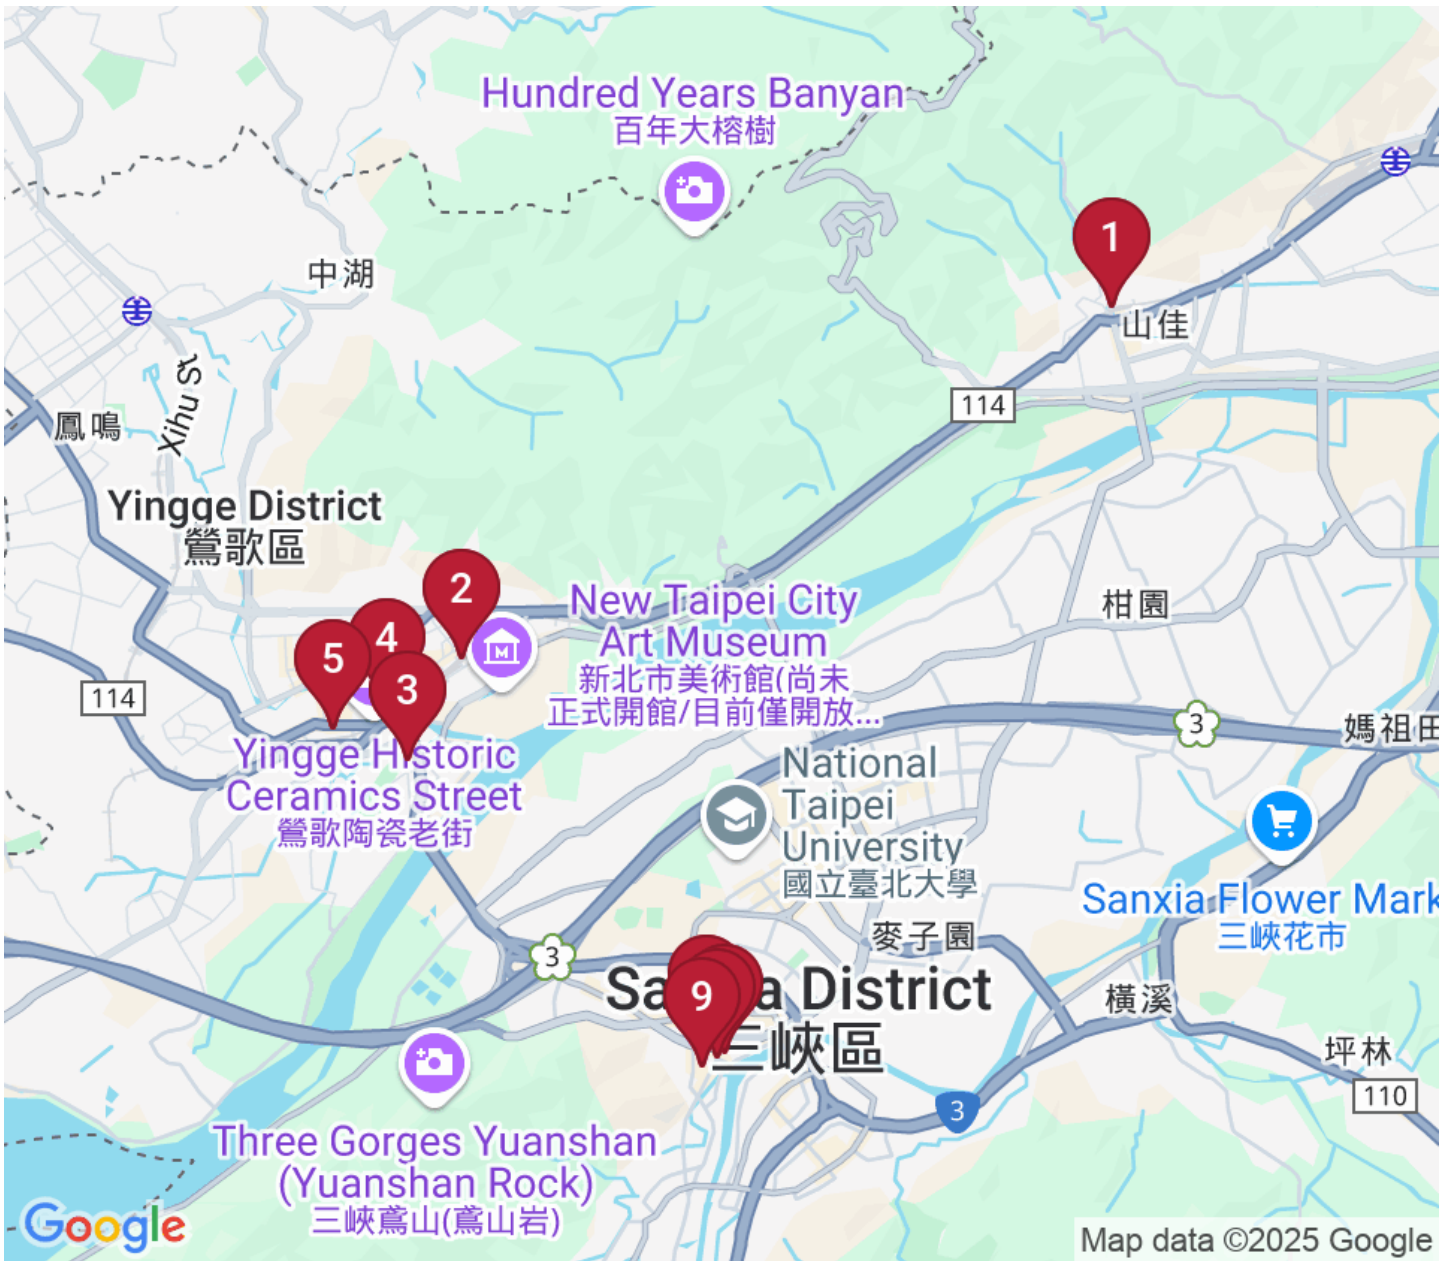 Hundred Years Banyan
百年大榕樹
1
中湖
山佳
Xihu St
114
鳳鳴
Yingge District
鶯歌區
2
New Taipei City
Art Museum
新北市美術館(尚未
正式開館/目前僅開放...
柑園
4
5
3
114
3
媽祖田
Yingge Historic
Ceramics Street
鶯歌陶瓷老街
National
Taipei
University
國立臺北大學
Sanxia Flower Mark
三峽花市
麥子園
3
9
District
三峽區
橫溪
坪林
110
3
Three Gorges Yuanshan
(Yuanshan Rock)
三峽鳶山(鳶山岩)
Google
Map data ©2025 Google